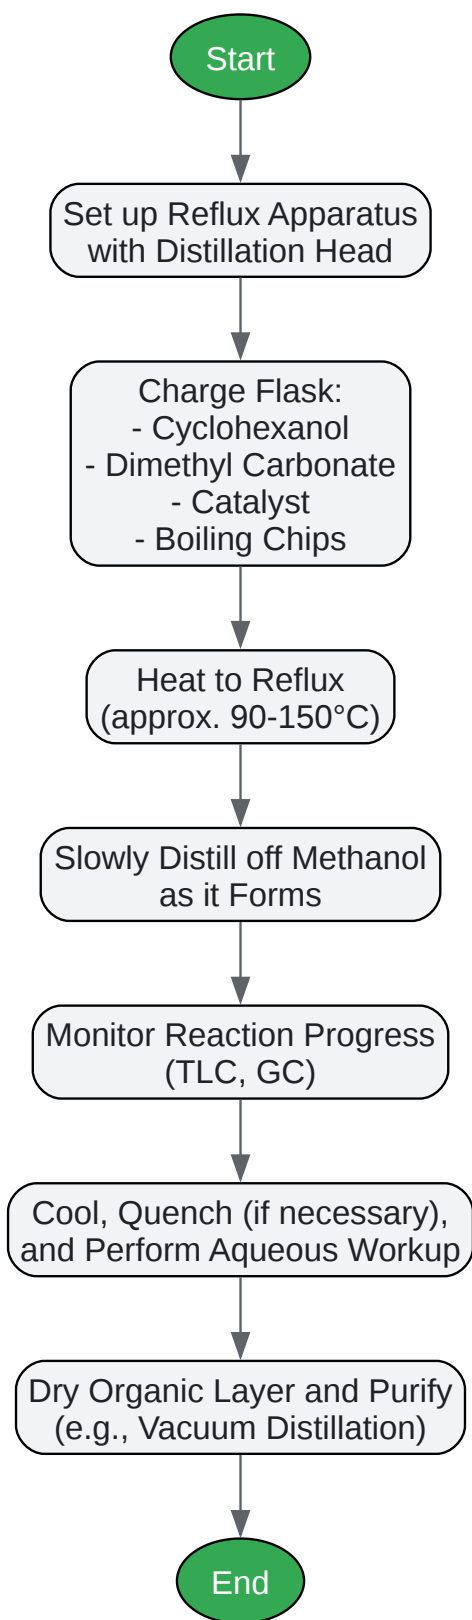 Start
Set up Reflux Apparatus
with Distillation Head
Charge Flask:
- Cyclohexanol
- Dimethyl Carbonate
- Catalyst
- Boiling Chips
Heat to Reflux
(approx. 90-150°C)
Slowly Distill off Methanol
as it Forms
Monitor Reaction Progress
(TLC, GC)
Cool, Quench (if necessary),
and Perform Aqueous Workup
Dry Organic Layer and Purify
(e.g., Vacuum Distillation)
End